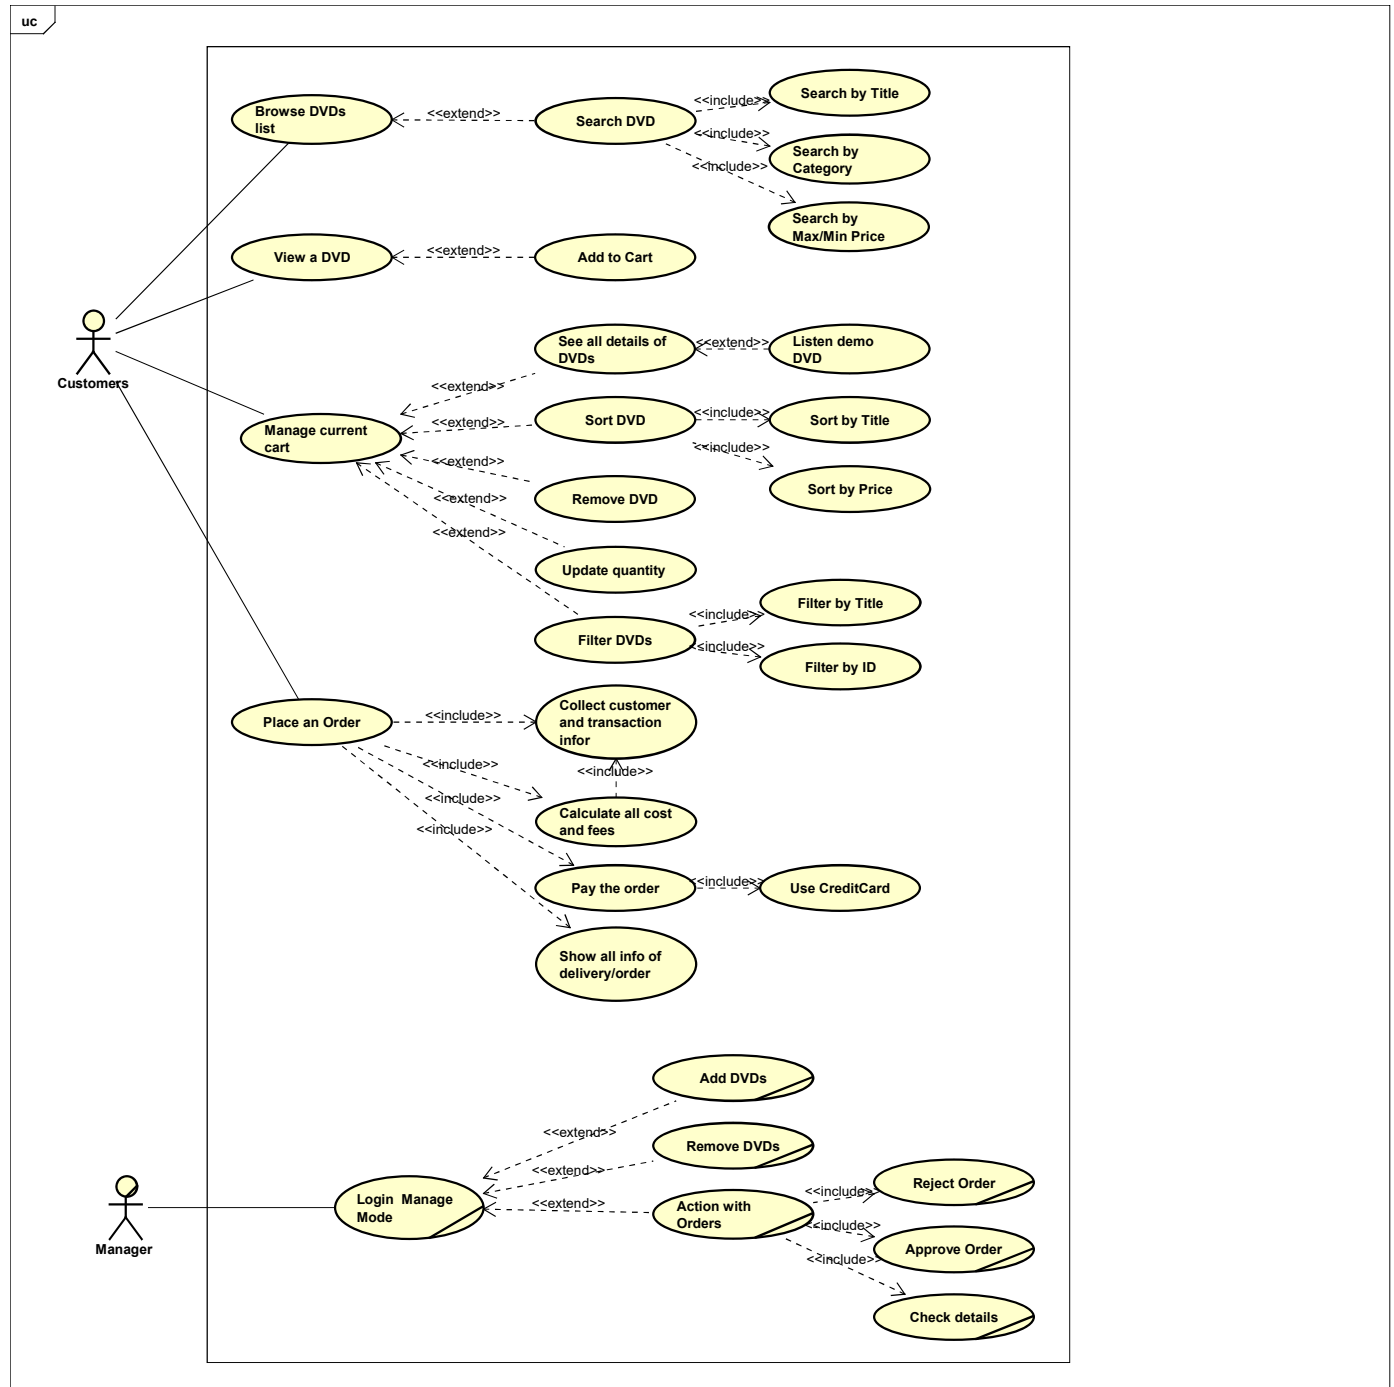 uc
Browse DVDs
list
<<extend>>
Search DVD
<<include>>
Search by Title
<<include>>
Search by
Category
<<include>>
Search by
Max/Min Price
View a DVD
<<extend>>
Add to Cart
Customers
See all details of
DVDs
<<extend>>
Listen demo
DVD
<<extend>>
Manage current
cart
<<extend>>
Sort DVD
<<include>>
Sort by Title
<<include>>
Sort by Price
<<extend>>
Remove DVD
<<extend>>
Update quantity
<<extend>>
Filter DVDs
<<include>>
Filter by Title
<<include>>
Filter by ID
Place an Order
<<include>>
Collect customer
and transaction
infor
<<include>>
<<include>>
Calculate all cost
and fees
<<include>>
Pay the order
<<include>>
Use CreditCard
<<include>>
Show all info of
delivery/order
Add DVDs
<<extend>>
Remove DVDs
<<extend>>
Manager
Login  Manage
Mode
<<extend>>
Action with
Orders
<<include>>
Reject Order
<<include>>
Approve Order
<<include>>
Check details